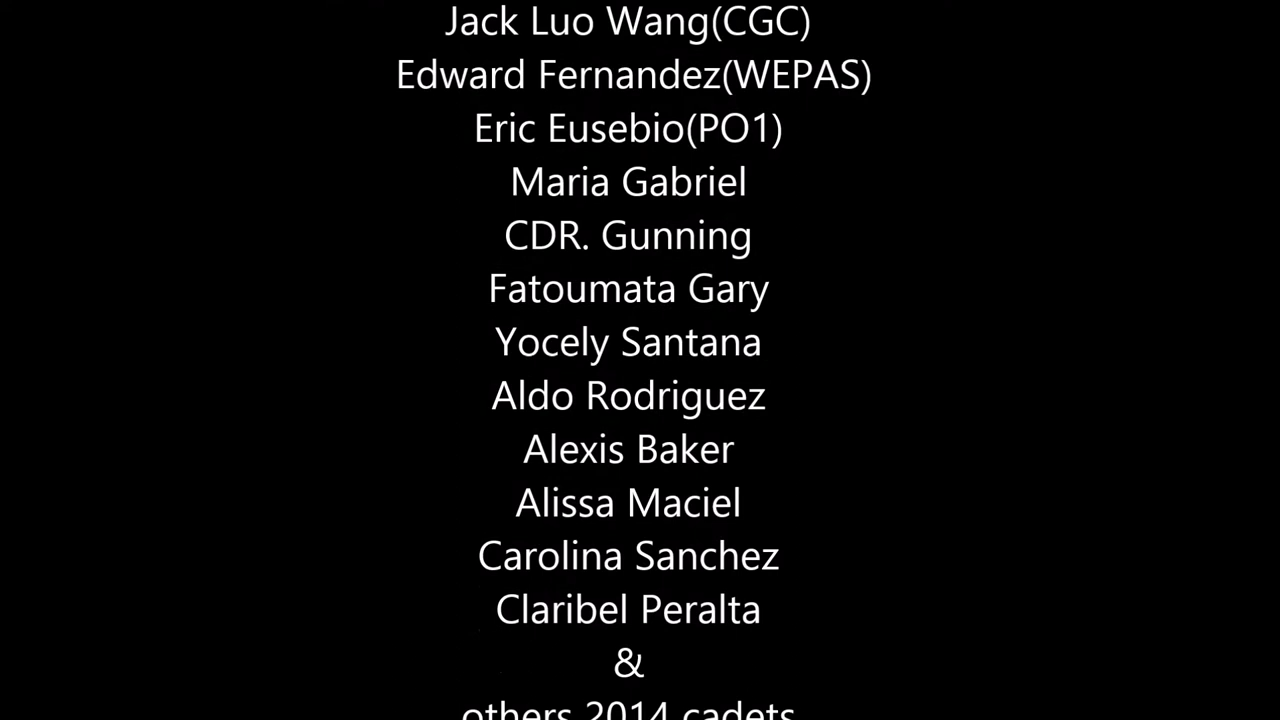 Jack Luo Wang(CGC)
Edward Fernandez(WEPAS)
Eric Eusebio(PO1)
Maria Gabriel
CDR. Gunning
Fatoumata Gary
Yocely Santana
Aldo Rodriguez
Alexis Baker
Alissa Maciel
Carolina Sanchez
Claribel Peralta
&
others 2014 cadets